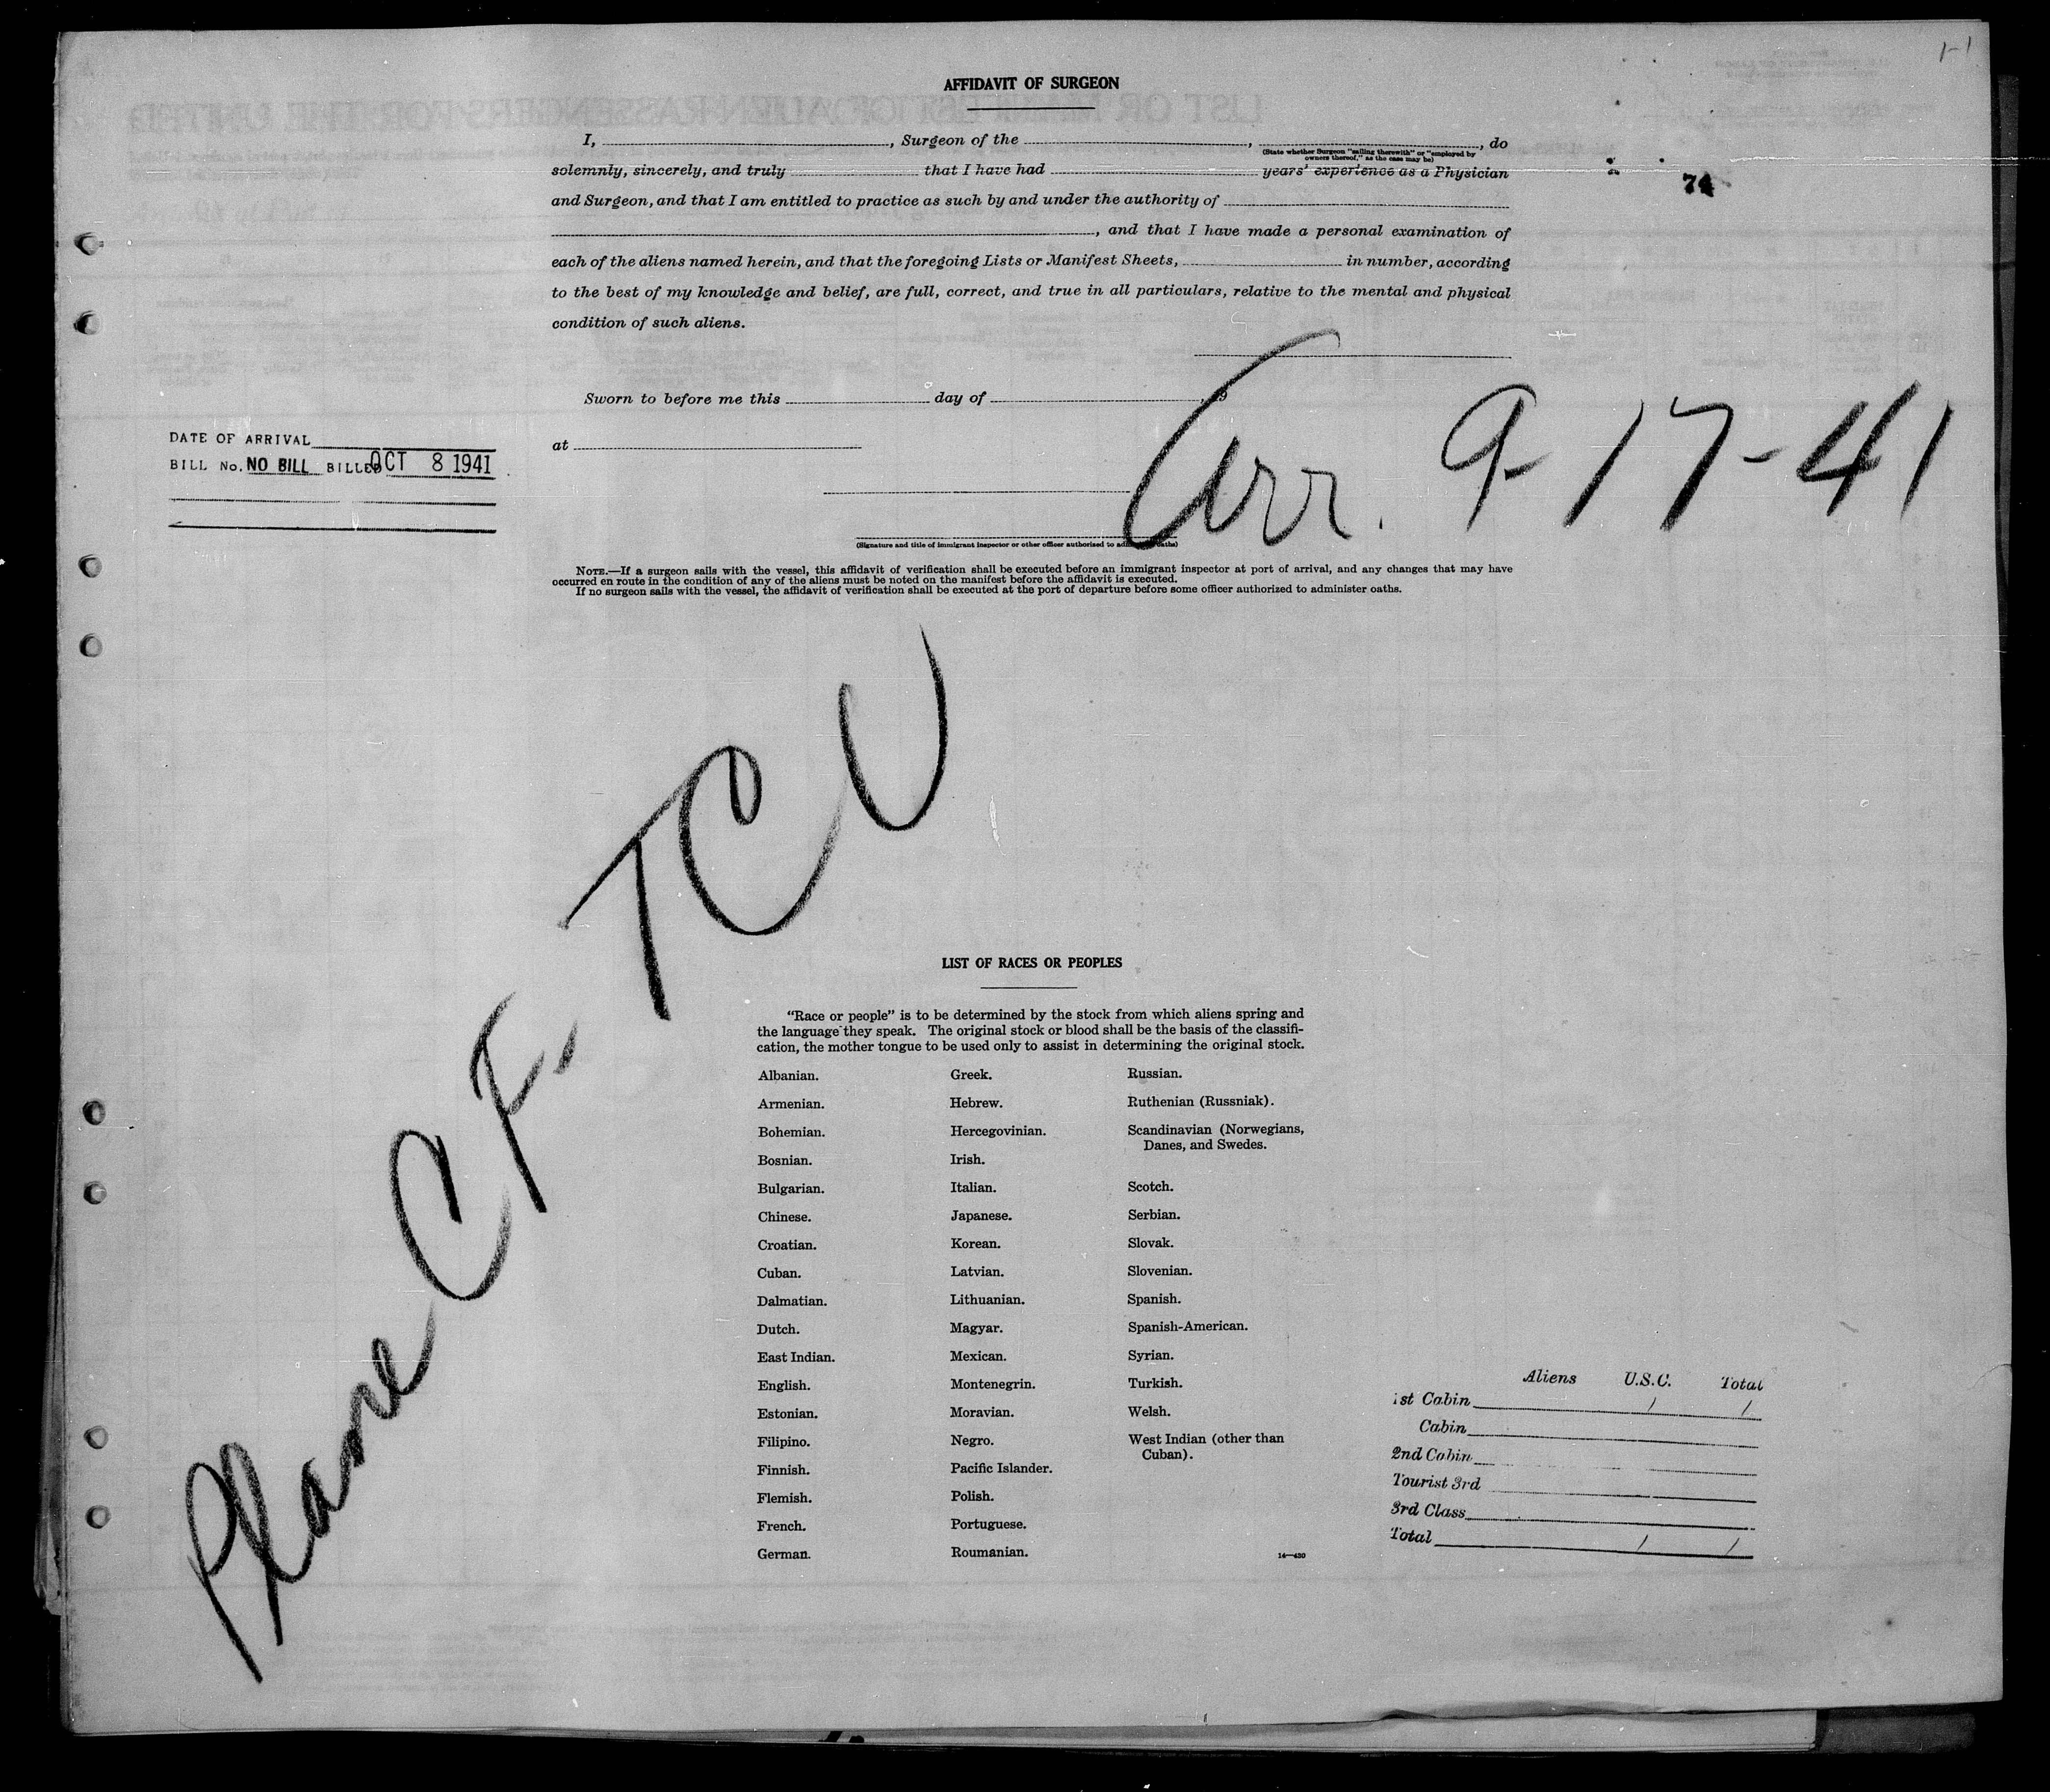 1-1
AFFIDAVIT OF SURGEON
I, , Surgeon of the , , do
(State whether Surgeon "sailing therewith" or "employed by
owners thereof," as the case may be)
solemnly, sincerely, and truly that I have had years' experience as a Physician
74
and Surgeon, and that I am entitled to practice as such by and under the authority of
, and that I have made a personal examination of
each of the aliens named herein, and that the foregoing Lists or Manifest Sheets, in number, according
to the best of my knowledge and belief, are full, correct, and true in all particulars, relative to the mental and physical
condition of such aliens.
Sworn to before me this day of
at
Arr. 9-17-41
DATE OF ARRIVAL
BILL No. NO BILL BILLED OCT 8 1941
(Signature and title of immigrant inspector or other officer authorized to administer oaths)
NOTE.—If a surgeon sails with the vessel, this affidavit of verification shall be executed before an immigrant inspector at port of arrival, and any changes that may have
occurred en route in the condition of any of the aliens must be noted on the manifest before the affidavit is executed.
If no surgeon sails with the vessel, the affidavit of verification shall be executed at the port of departure before some officer authorized to administer oaths.
Plane CF-TCU
LIST OF RACES OR PEOPLES
"Race or people" is to be determined by the stock from which aliens spring and
the language they speak. The original stock or blood shall be the basis of the classifi-
cation, the mother tongue to be used only to assist in determining the original stock.
Albanian.
Armenian.
Bohemian.
Bosnian.
Bulgarian.
Chinese.
Croatian.
Cuban.
Dalmatian.
Dutch.
East Indian.
English.
Estonian.
Filipino.
Finnish.
Flemish.
French.
German.
Greek.
Hebrew.
Hercegovinian.
Irish.
Italian.
Japanese.
Korean.
Latvian.
Lithuanian.
Magyar.
Mexican.
Montenegrin.
Moravian.
Negro.
Pacific Islander.
Polish.
Portuguese.
Roumanian.
Russian.
Ruthenian (Russniak).
Scandinavian (Norwegians,
Danes, and Swedes.
Scotch.
Serbian.
Slovak.
Slovenian.
Spanish.
Spanish-American.
Syrian.
Turkish.
Welsh.
West Indian (other than
Cuban).
14—430
Aliens U.S.C. Total
1st Cabin 1 1
Cabin
2nd Cabin
Tourist 3rd
3rd Class
Total 1 1